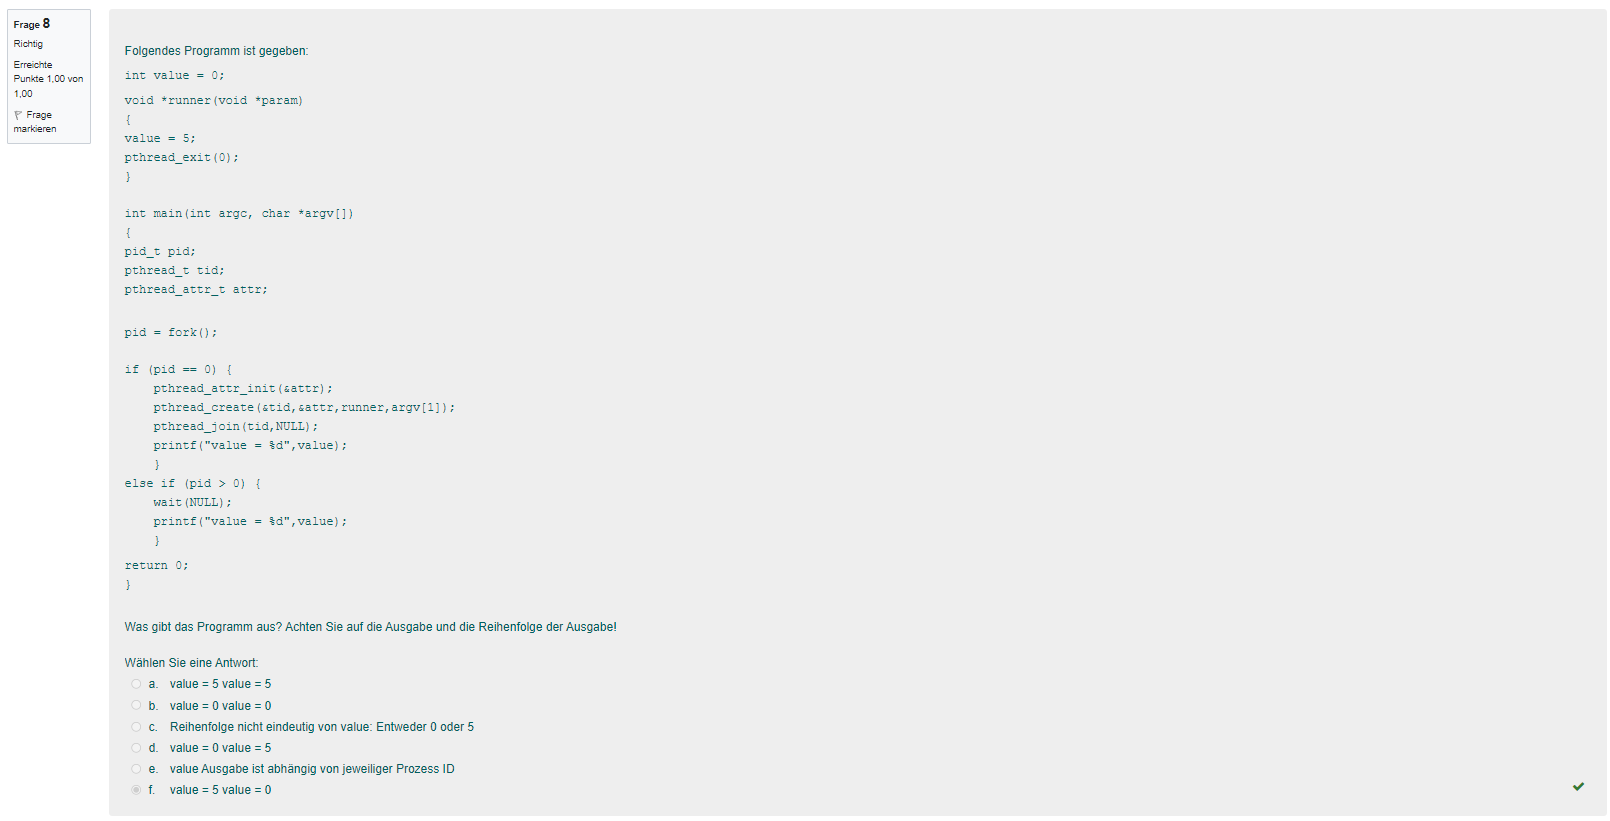 Frage 8
Richtig
Erreichte
Punkte 1,00 von
1,00
Frage
markieren
Folgendes Programm ist gegeben:
int value = 0;
void *runner(void *param)
{
value = 5;
pthread_exit(0);
}
int main(int argc, char *argv[])
{
pid_t pid;
pthread_t tid;
pthread_attr_t attr;
pid = fork();
if (pid == 0) {
pthread_attr_init(&attr);
pthread_create(&tid,&attr,runner,argv[1]);
pthread_join(tid,NULL);
printf("value = %d",value);
}
else if (pid > 0) {
wait(NULL);
printf("value = %d",value);
}
return 0;
}
Was gibt das Programm aus? Achten Sie auf die Ausgabe und die Reihenfolge der Ausgabe!
Wählen Sie eine Antwort:
a. value = 5 value = 5
b. value = 0 value = 0
c. Reihenfolge nicht eindeutig von value: Entweder 0 oder 5
d. value = 0 value = 5
e. value Ausgabe ist abhängig von jeweiliger Prozess ID
f. value = 5 value = 0